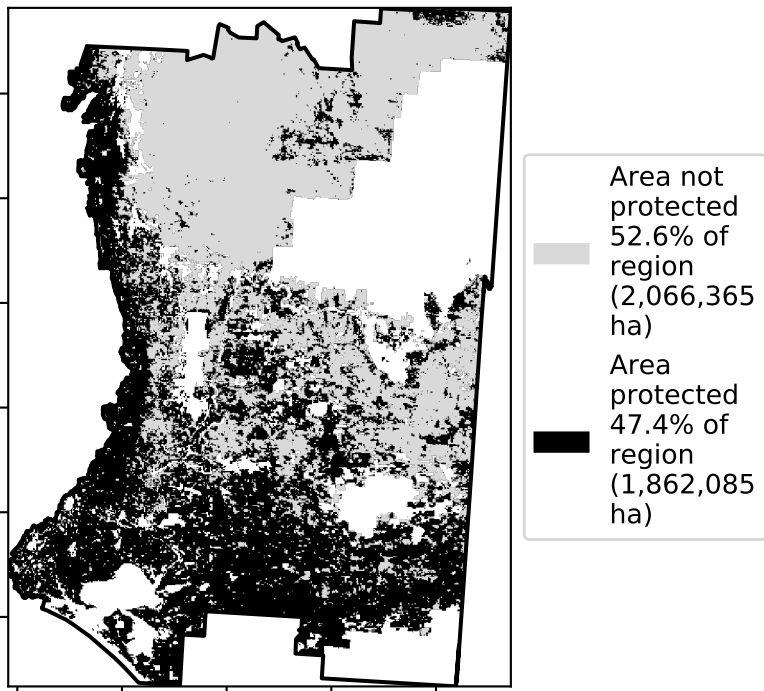 Area not
protected
52.6% of
region
(2,066,365
ha)
Area
protected
47.4% of
region
(1,862,085
ha)